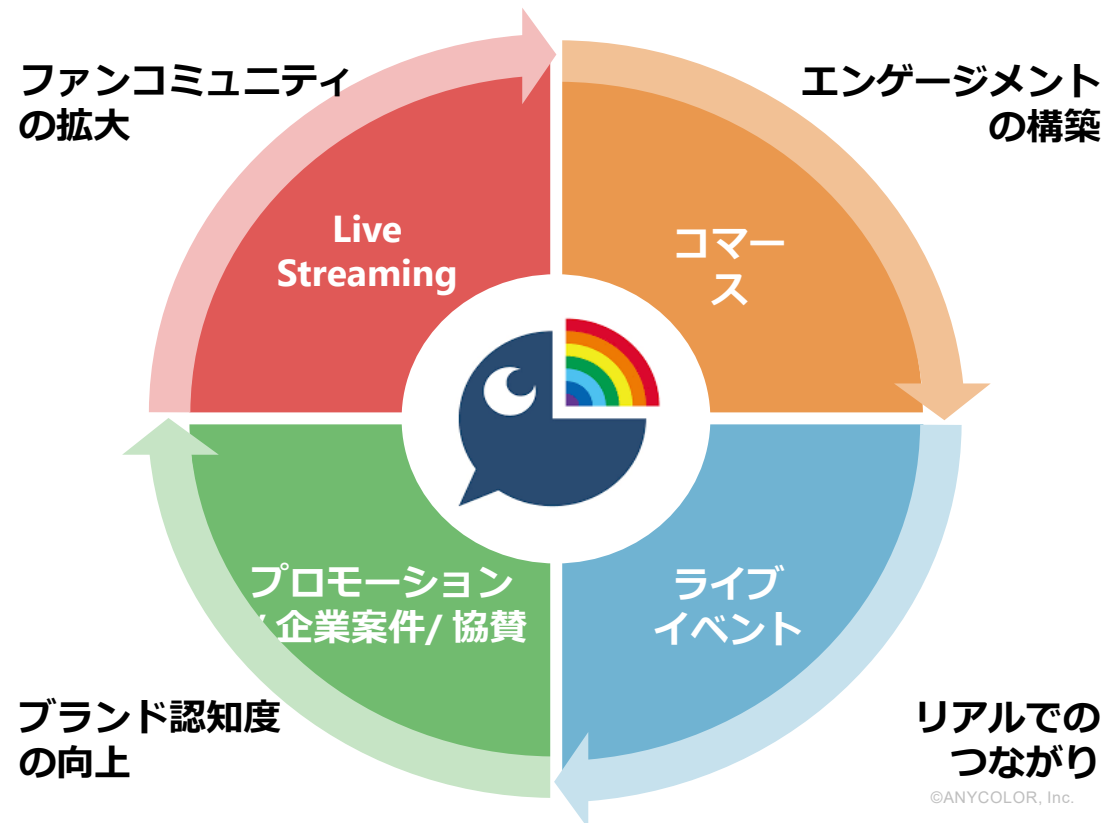 ファンコミュニティ
の拡大
エンゲージメント
の構築
Live
Streaming
コマー
ス
プロモーション
/ 企業案件/ 協賛
ライブ
イベント
ブランド認知度
の向上
リアルでの
つながり
©ANYCOLOR, Inc.